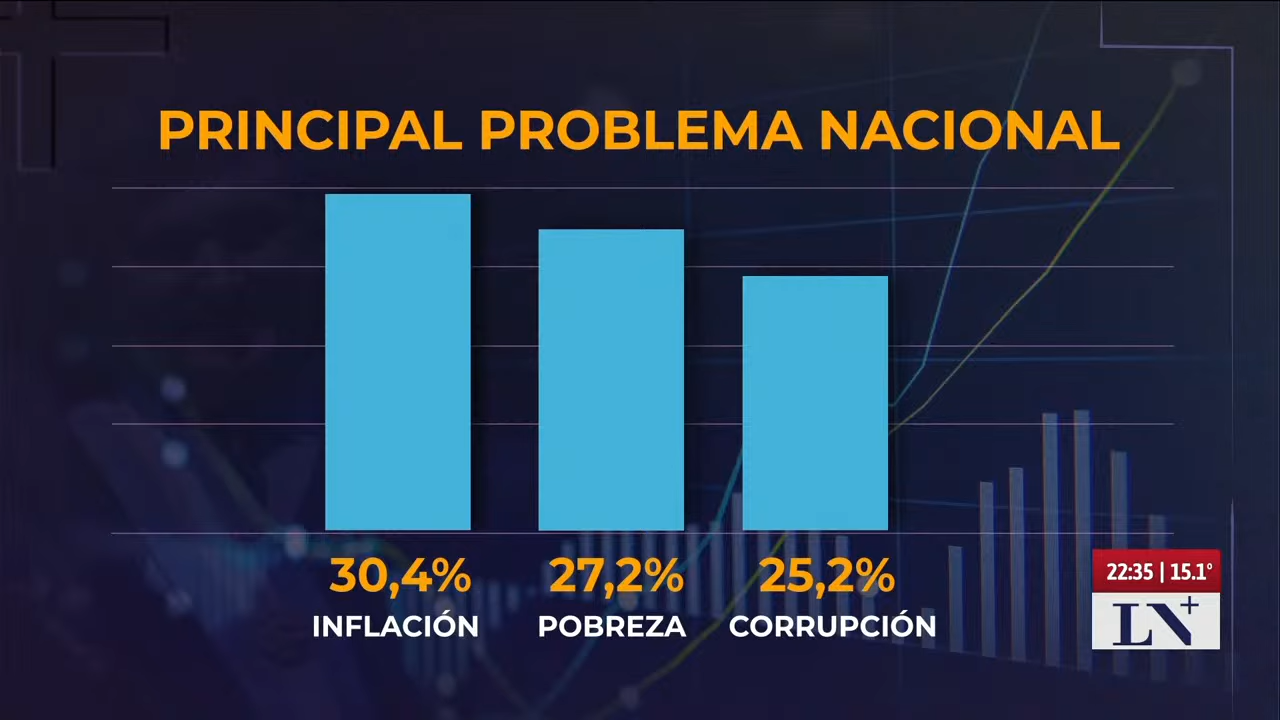 PRINCIPAL PROBLEMA NACIONAL
30,4% 27,2% 25,2%
INFLACIÓN POBREZA CORRUPCIÓN
22:35 | 15.1°
LN+